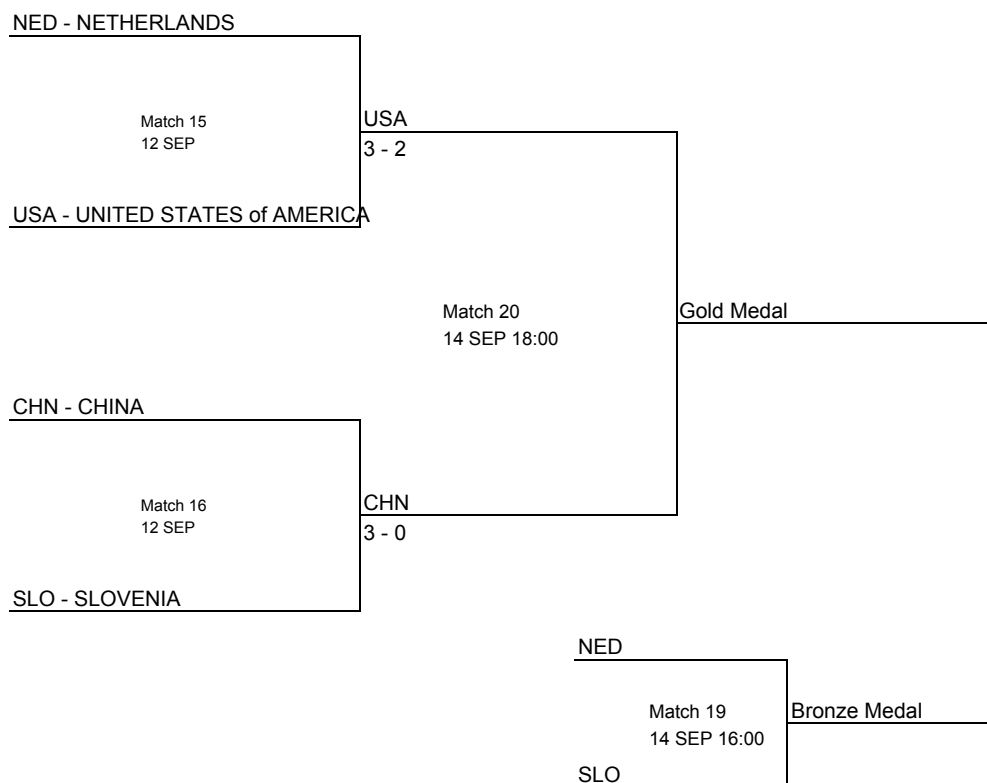 NED - NETHERLANDS
Match 15
12 SEP
USA
3 - 2
USA - UNITED STATES of AMERICA
Match 20
14 SEP 18:00
Gold Medal
CHN - CHINA
Match 16
12 SEP
CHN
3 - 0
SLO - SLOVENIA
NED
Match 19
14 SEP 16:00
Bronze Medal
SLO